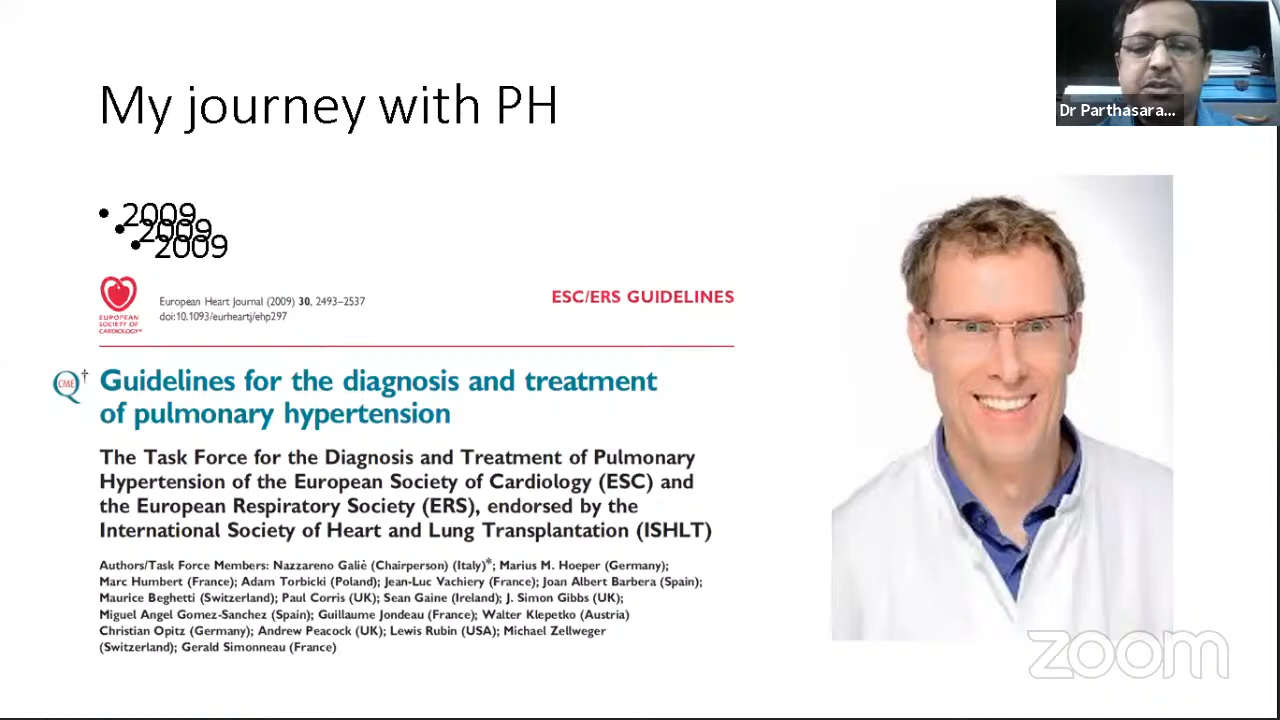 My journey with PH
Dr Parthasara...
• 2009
• 2009
• 2009
EUROPEAN
SOCIETY OF
CARDIOLOGY®
European Heart Journal (2009) 30, 2493–2537
doi:10.1093/eurheartj/ehp297
ESC/ERS GUIDELINES
CME
†
Guidelines for the diagnosis and treatment
of pulmonary hypertension
The Task Force for the Diagnosis and Treatment of Pulmonary
Hypertension of the European Society of Cardiology (ESC) and
the European Respiratory Society (ERS), endorsed by the
International Society of Heart and Lung Transplantation (ISHLT)
Authors/Task Force Members: Nazzareno Galiè (Chairperson) (Italy)*; Marius M. Hoeper (Germany);
Marc Humbert (France); Adam Torbicki (Poland); Jean-Luc Vachiery (France); Joan Albert Barbera (Spain);
Maurice Beghetti (Switzerland); Paul Corris (UK); Sean Gaine (Ireland); J. Simon Gibbs (UK);
Miguel Angel Gomez-Sanchez (Spain); Guillaume Jondeau (France); Walter Klepetko (Austria)
Christian Opitz (Germany); Andrew Peacock (UK); Lewis Rubin (USA); Michael Zellweger
(Switzerland); Gerald Simonneau (France)
zoom